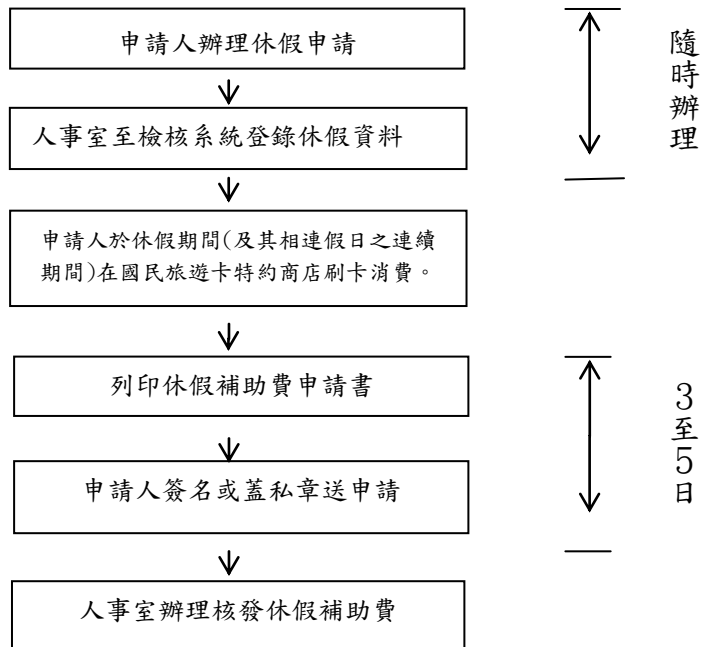 申請人辦理休假申請
人事室至檢核系統登錄休假資料
隨時辦理
申請人於休假期間(及其相連假日之連續
期間)在國民旅遊卡特約商店刷卡消費。
列印休假補助費申請書
申請人簽名或蓋私章送申請
3至5日
人事室辦理核發休假補助費